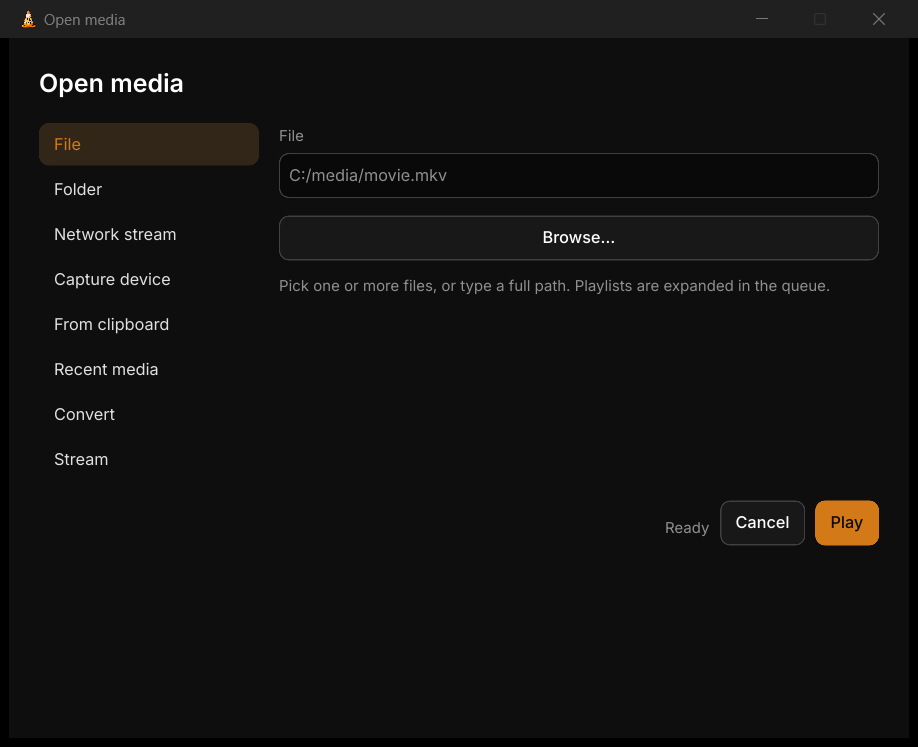 Open media
Open media
File
Folder
Network stream
Capture device
From clipboard
Recent media
Convert
Stream
File
C:/media/movie.mkv
Browse...
Pick one or more files, or type a full path. Playlists are expanded in the queue.
Ready
Cancel
Play